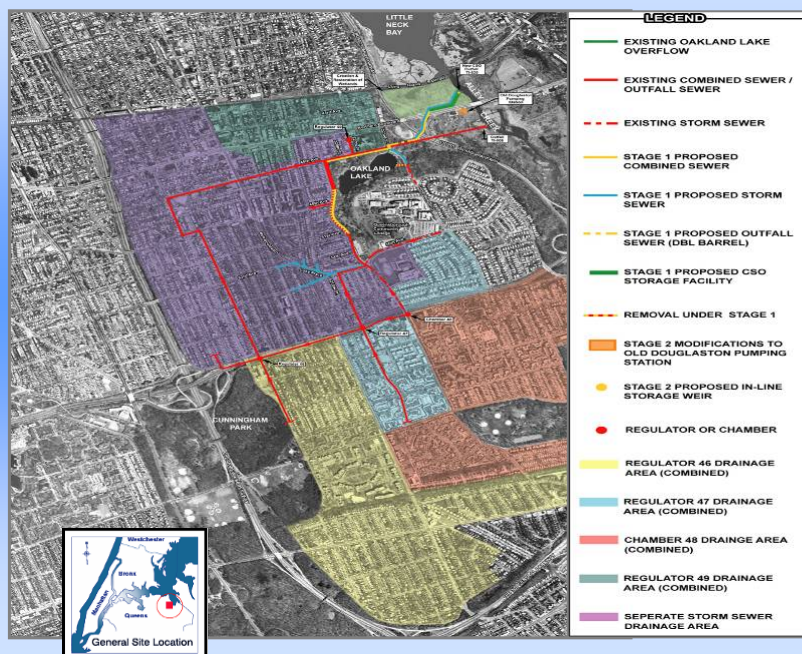 LITTLE
NECK
BAY
OAKLAND
LAKE
CUNNINGHAM
PARK
Westchester
Bronx
Manhattan
Queens
General Site Location
LEGEND
EXISTING OAKLAND LAKE
OVERFLOW
EXISTING COMBINED SEWER /
OUTFALL SEWER
EXISTING STORM SEWER
STAGE 1 PROPOSED
COMBINED SEWER
STAGE 1 PROPOSED STORM
SEWER
STAGE 1 PROPOSED OUTFALL
SEWER (DBL BARREL)
STAGE 1 PROPOSED CSO
STORAGE FACILITY
REMOVAL UNDER STAGE 1
STAGE 2 MODIFICATIONS TO
OLD DOUGLASTON PUMPING
STATION
STAGE 2 PROPOSED IN-LINE
STORAGE WEIR
REGULATOR OR CHAMBER
REGULATOR 46 DRAINAGE
AREA (COMBINED)
REGULATOR 47 DRAINAGE
AREA (COMBINED)
CHAMBER 48 DRAINGE AREA
(COMBINED)
REGULATOR 49 DRAINAGE
AREA (COMBINED)
SEPERATE STORM SEWER
DRAINAGE AREA